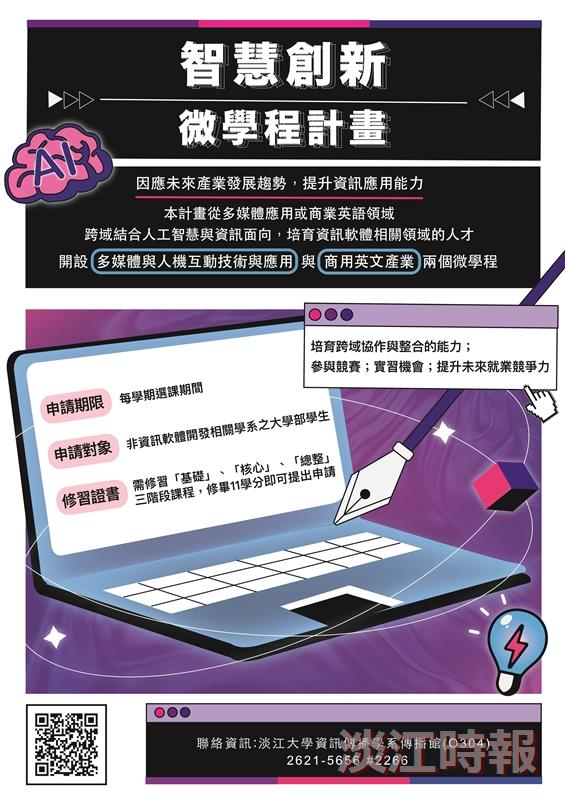 智慧創新
微學程計畫
AI
因應未來產業發展趨勢，提升資訊應用能力
本計畫從多媒體應用或商業英語領域
跨域結合人工智慧與資訊面向，培育資訊軟體相關領域的人才
開設 多媒體與人機互動技術與應用 與 商用英文產業 兩個微學程
培育跨域協作與整合的能力；
參與競賽；實習機會；提升未來就業競爭力
申請期限 每學期選課期間
申請對象 非資訊軟體開發相關學系之大學部學生
修習證書 需修習「基礎」、「核心」、「總整」
三階段課程，修畢11學分即可提出申請
聯絡資訊:淡江大學資訊傳播學系傳播館(O304)
2621-5656 #2266
淡江時報